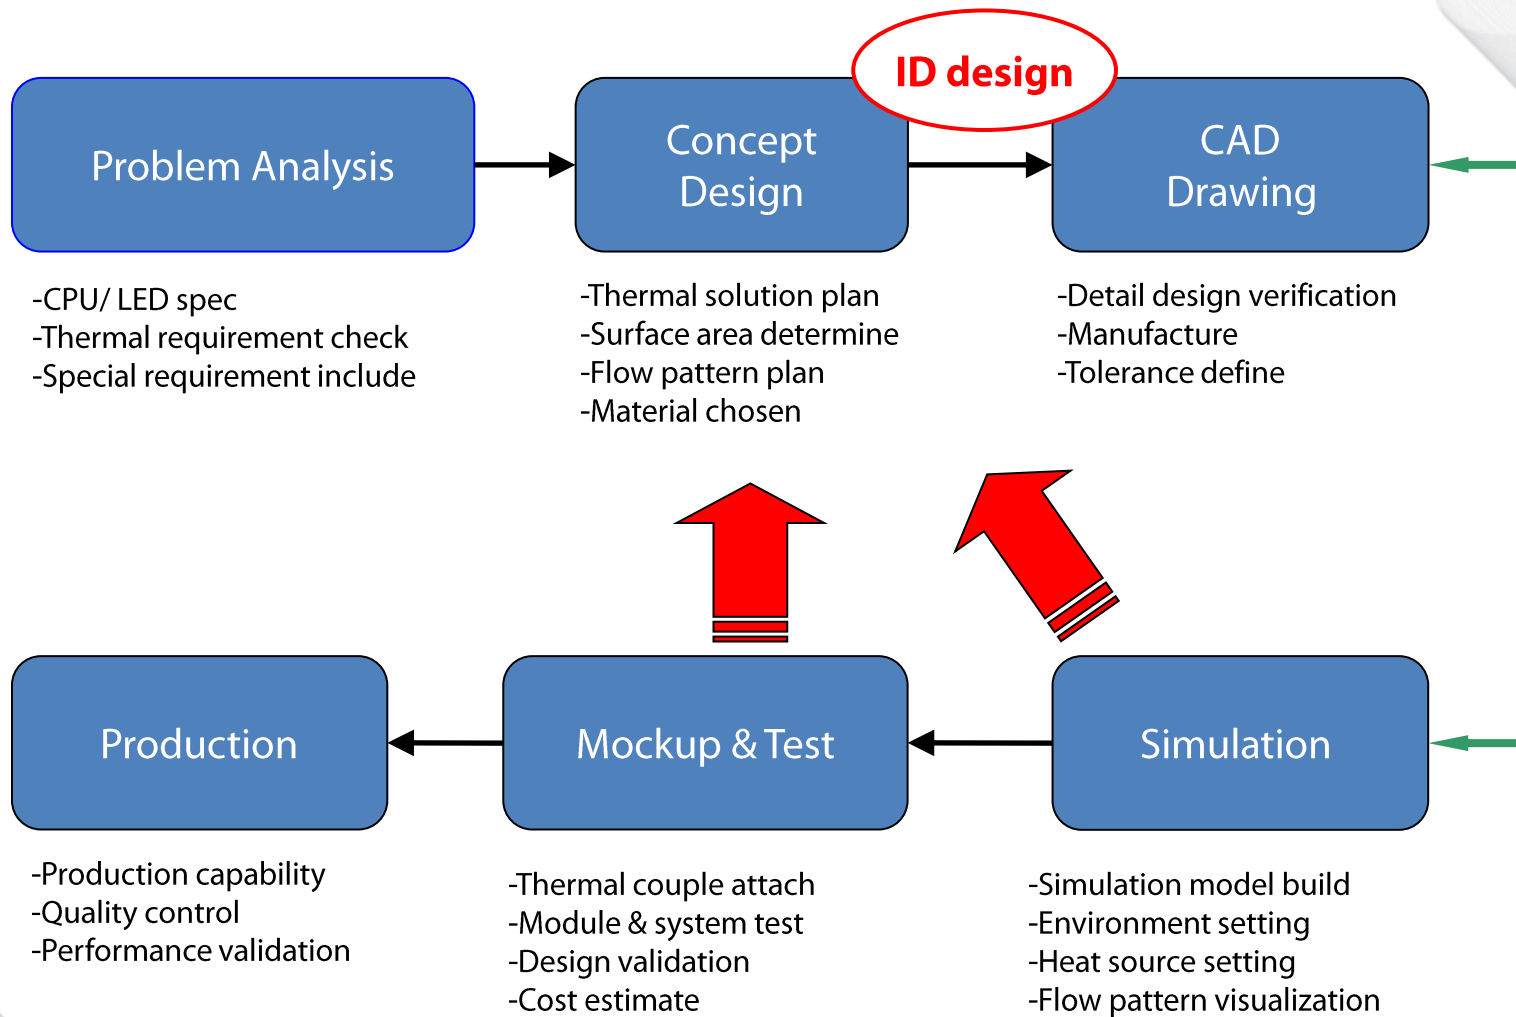 ID design
Problem Analysis
Concept
Design
CAD
Drawing
-CPU/ LED spec
-Thermal requirement check
-Special requirement include
-Thermal solution plan
-Surface area determine
-Flow pattern plan
-Material chosen
-Detail design verification
-Manufacture
-Tolerance define
Production
Mockup & Test
Simulation
-Production capability
-Quality control
-Performance validation
-Thermal couple attach
-Module & system test
-Design validation
-Cost estimate
-Simulation model build
-Environment setting
-Heat source setting
-Flow pattern visualization